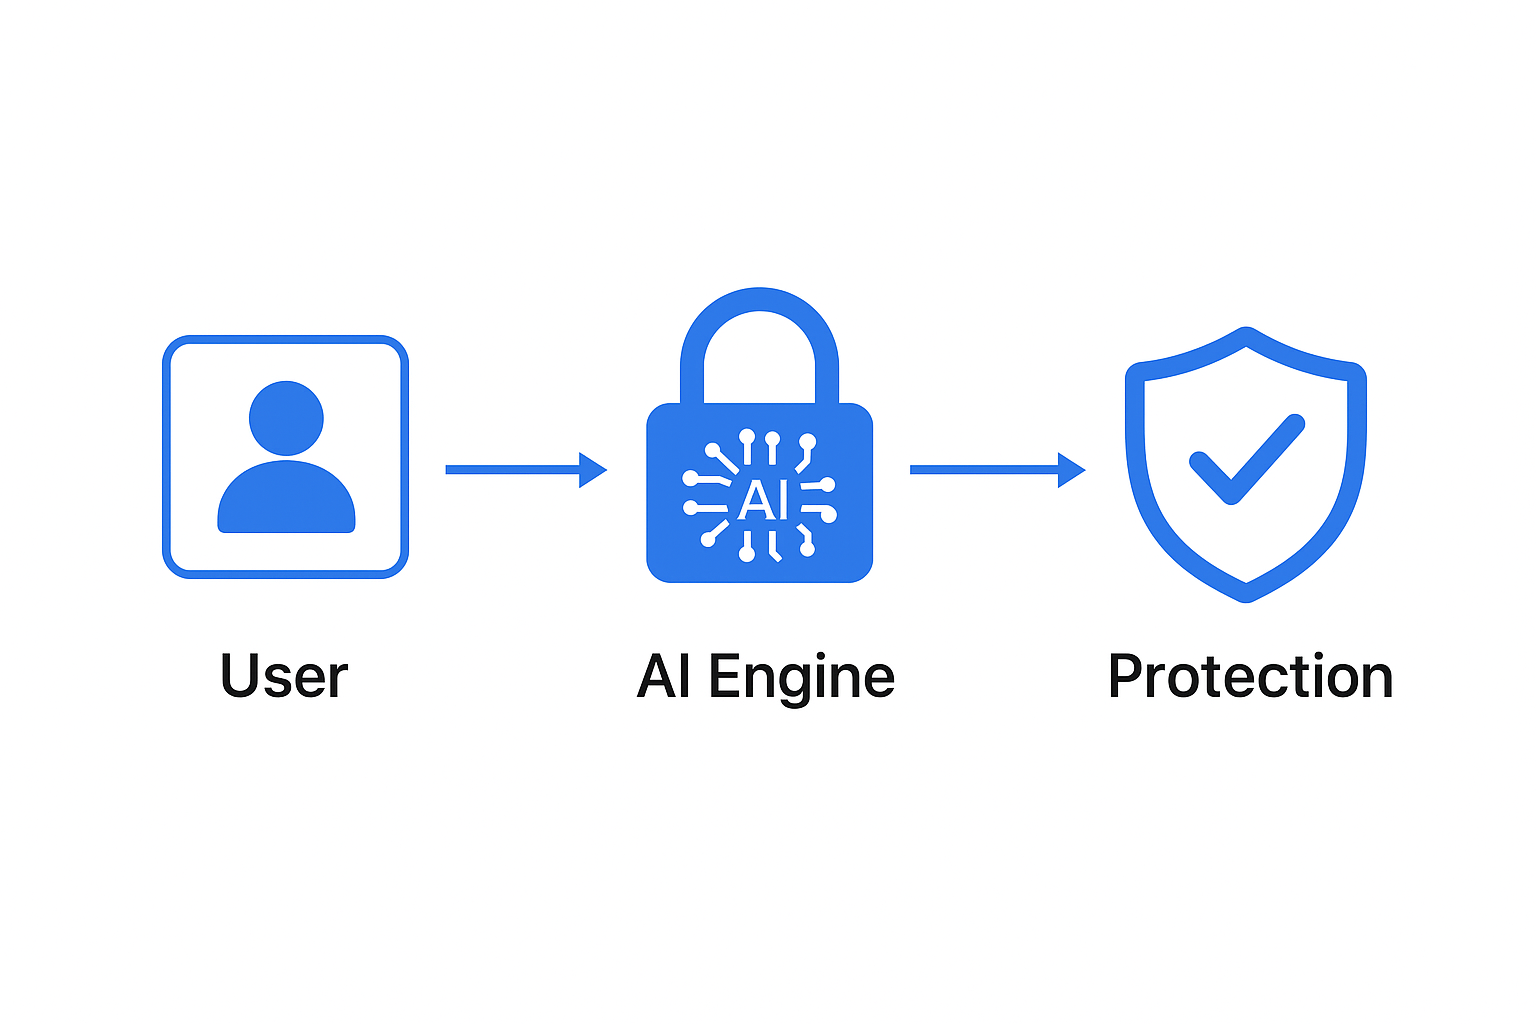 AI
User
AI Engine
Protection